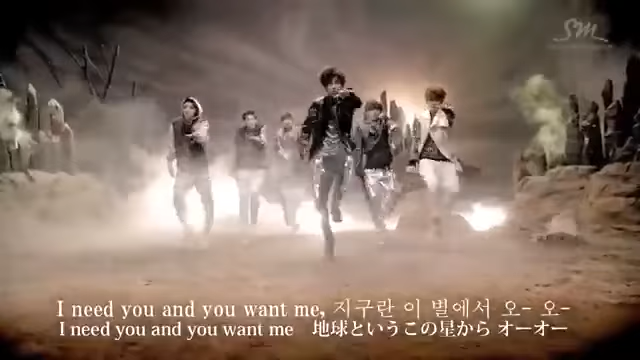 SM
I need you and you want me, 지구란 이 별에서 오- 오-
I need you and you want me 地球というこの星から オーオー